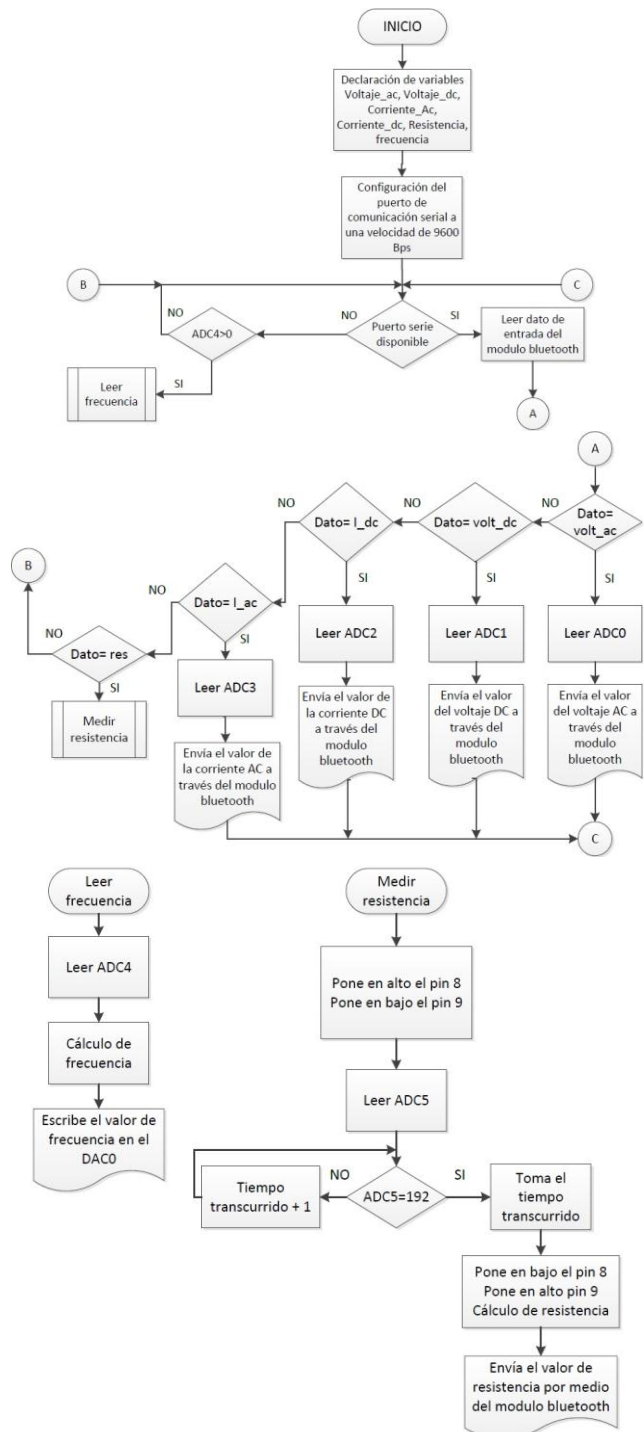 INICIO
Declaración de variables
Voltaje_ac, Voltaje_dc,
Corriente_Ac,
Corriente_dc, Resistencia,
frecuencia
Configuración del
puerto de
comunicación serial a
una velocidad de 9600
Bps
B
C
NO
ADC4>0
NO
Puerto serie
disponible
SI
Leer dato de
entrada del
modulo bluetooth
SI
Leer
frecuencia
A
A
NO
Dato= I_dc
NO
Dato= volt_dc
NO
Dato=
volt_ac
SI
SI
SI
B
NO
Dato= I_ac
NO
Dato= res
SI
SI
Leer ADC2
Leer ADC1
Leer ADC0
Medir
resistencia
Leer ADC3
Envía el valor de
la corriente DC
a través del
modulo
bluetooth
Envía el valor
del voltaje DC a
través del
modulo
bluetooth
Envía el valor
del voltaje AC a
través del
modulo
bluetooth
Envía el valor de
la corriente AC a
través del modulo
bluetooth
C
Leer
frecuencia
Leer ADC4
Cálculo de
frecuencia
Escribe el valor de
frecuencia en el
DAC0
Medir
resistencia
Pone en alto el pin 8
Pone en bajo el pin 9
Leer ADC5
Tiempo
transcurrido + 1
NO
ADC5=192
SI
Toma el
tiempo
transcurrido
Pone en bajo el pin 8
Pone en alto pin 9
Cálculo de resistencia
Envía el valor de
resistencia por medio
del modulo bluetooth